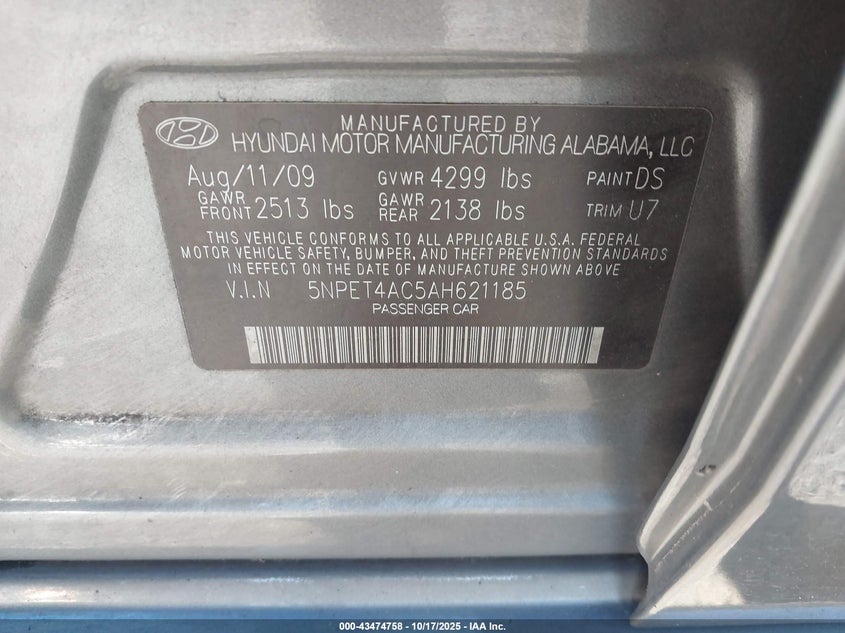 MANUFACTURED BY
HYUNDAI MOTOR MANUFACTURING ALABAMA, LLC
Aug/11/09 GVWR 4299 lbs PAINT DS
GAWR FRONT 2513 lbs GAWR REAR 2138 lbs TRIM U7
THIS VEHICLE CONFORMS TO ALL APPLICABLE U.S.A. FEDERAL
MOTOR VEHICLE SAFETY, BUMPER, AND THEFT PREVENTION STANDARDS
IN EFFECT ON THE DATE OF MANUFACTURE SHOWN ABOVE.
V.I.N 5NPET4AC5AH621185
PASSENGER CAR
000-43474758 - 10/17/2025 - IAA Inc.